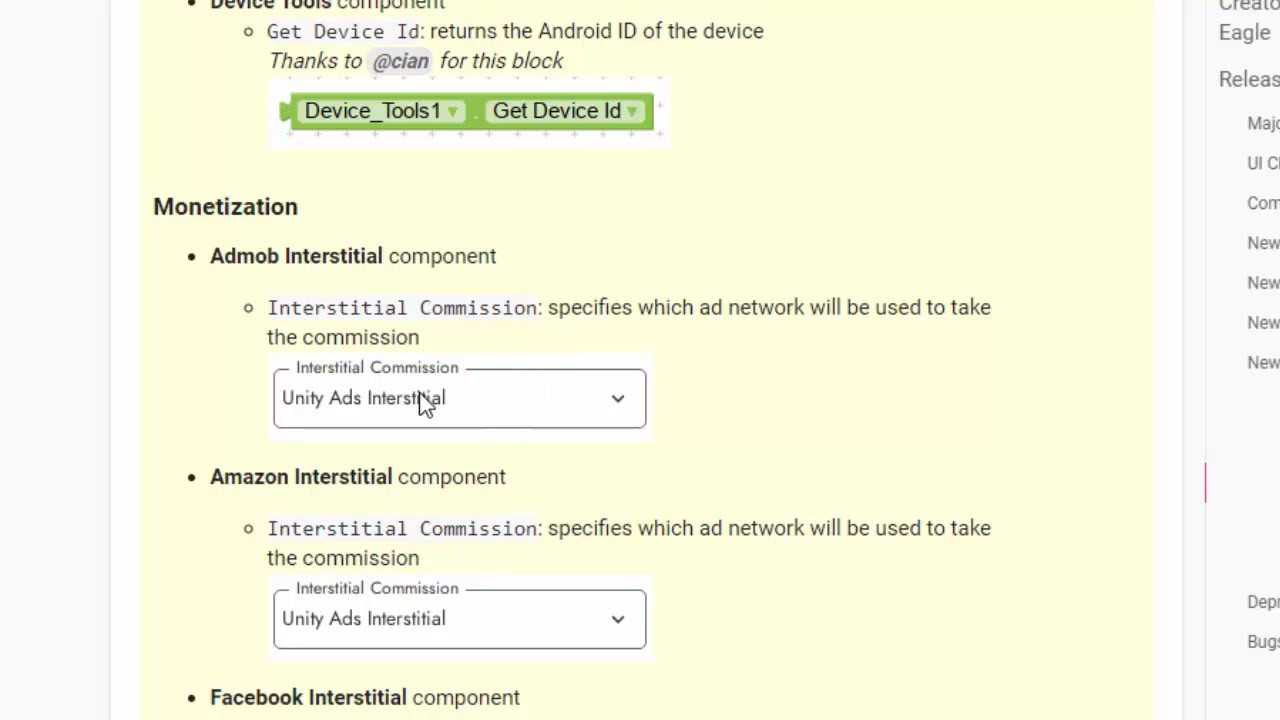 Device Tools component
Get Device Id: returns the Android ID of the device
Thanks to @cian for this block
Device_Tools1 . Get Device Id
Monetization
Admob Interstitial component
Interstitial Commission: specifies which ad network will be used to take
the commission
Interstitial Commission
Unity Ads Interstitial
Amazon Interstitial component
Interstitial Commission: specifies which ad network will be used to take
the commission
Interstitial Commission
Unity Ads Interstitial
Facebook Interstitial component
Creato
Eagle
Releas
Majo
UI C
Com
New
New
New
New
Depr
Bugs